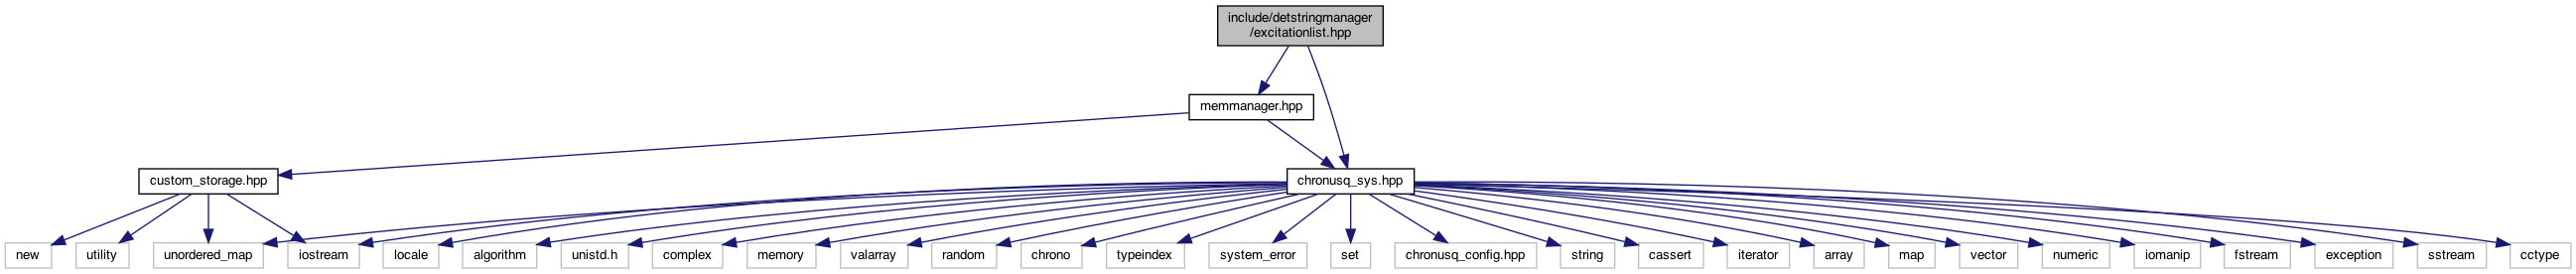 include/detstringmanager
/excitationlist.hpp
memmanager.hpp
custom_storage.hpp
chronusq_sys.hpp
new
utility
unordered_map
iostream
locale
algorithm
unistd.h
complex
memory
valarray
random
chrono
typeindex
system_error
set
chronusq_config.hpp
string
cassert
iterator
array
map
vector
numeric
iomanip
fstream
exception
sstream
cctype